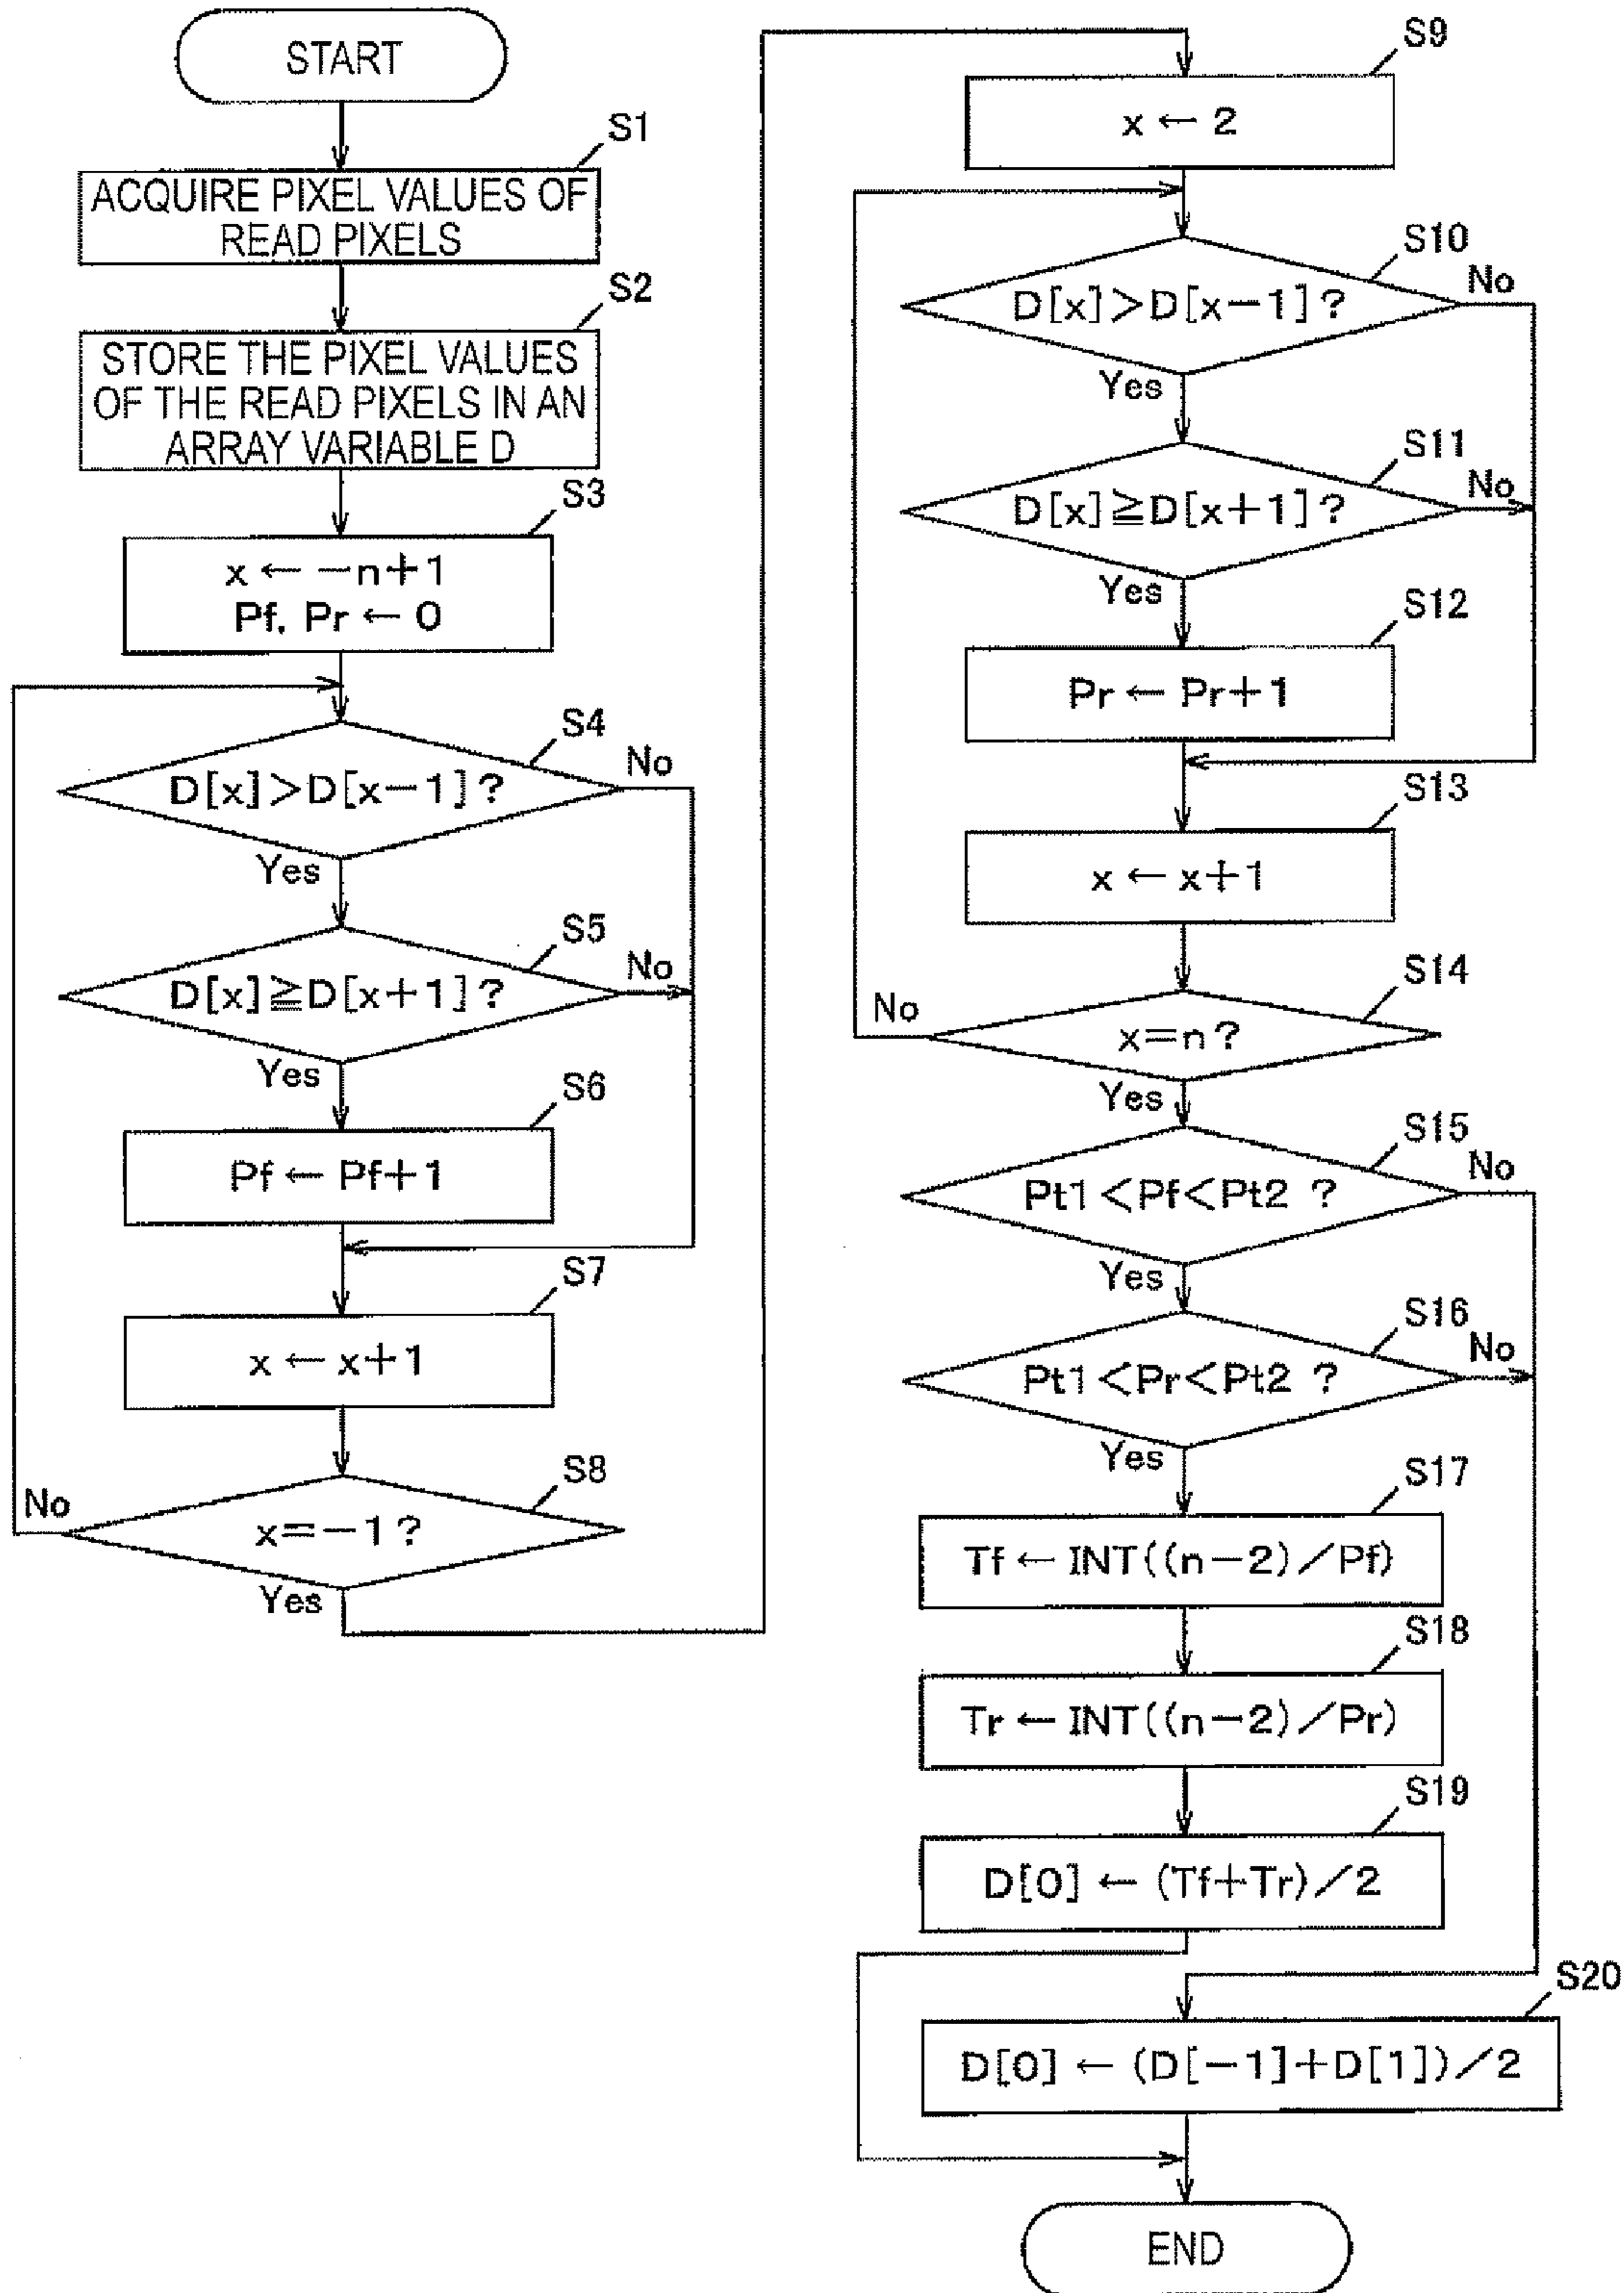 START
S1
ACQUIRE PIXEL VALUES OF
READ PIXELS
S2
STORE THE PIXEL VALUES
OF THE READ PIXELS IN AN
ARRAY VARIABLE D
S3
x ← −n+1
Pf, Pr ← 0
S4
D[x]>D[x−1]?
No
Yes
S5
D[x]≧D[x+1]?
No
Yes
S6
Pf ← Pf+1
S7
x ← x+1
S8
x=−1?
No
Yes
S9
x ← 2
S10
D[x]>D[x−1]?
No
Yes
S11
D[x]≧D[x+1]?
No
Yes
S12
Pr ← Pr+1
S13
x ← x+1
S14
x=n?
No
Yes
S15
Pt1<Pf<Pt2 ?
No
Yes
S16
Pt1<Pr<Pt2 ?
No
Yes
S17
Tf ← INT((n−2)/Pf)
S18
Tr ← INT((n−2)/Pr)
S19
D[0] ← (Tf+Tr)/2
S20
D[0] ← (D[−1]+D[1])/2
END